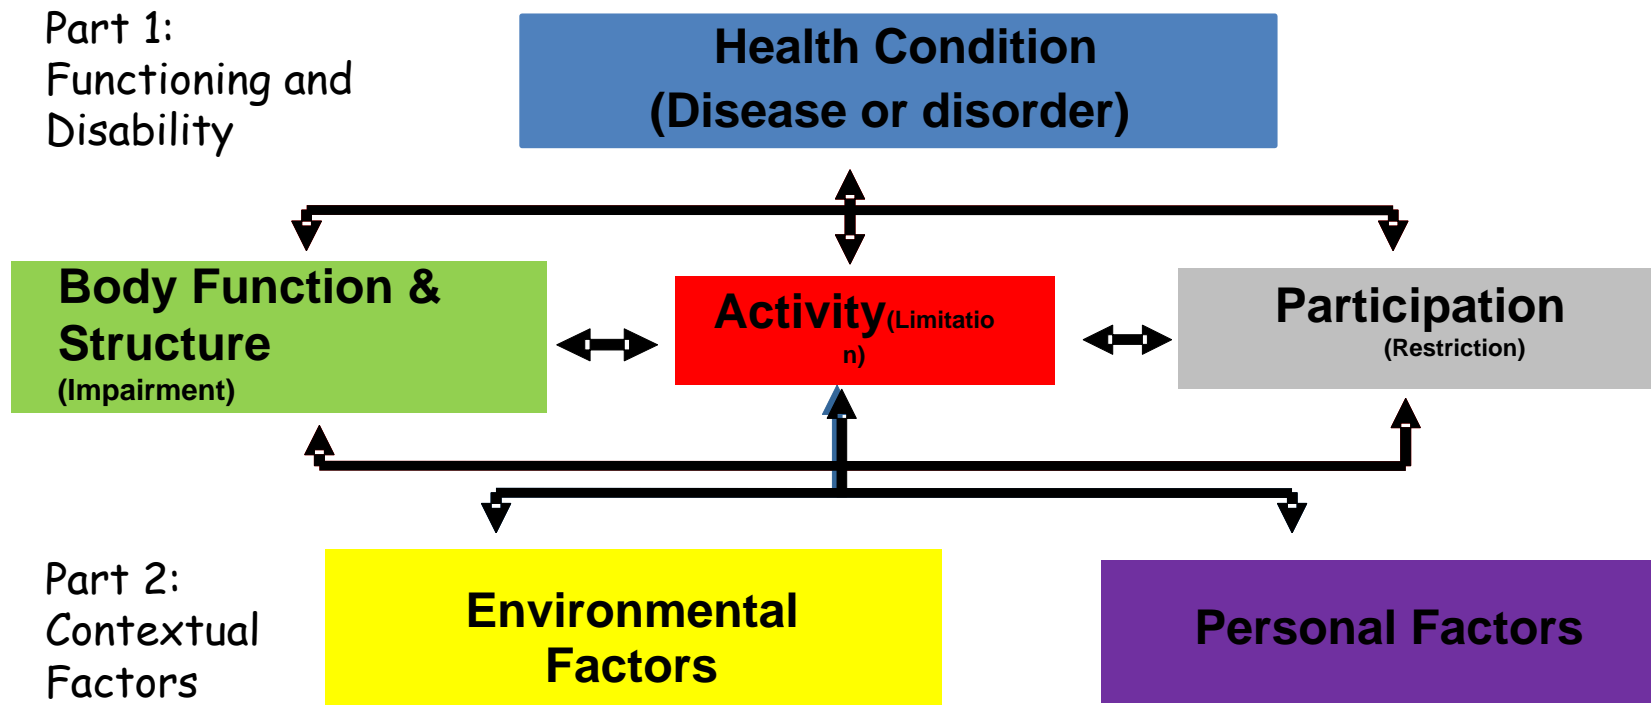 Part 1:
Functioning and
Disability
Health Condition
(Disease or disorder)
Body Function &
Structure
(Impairment)
Activity(Limitatio
n)
Participation
(Restriction)
Part 2:
Contextual
Factors
Environmental
Factors
Personal Factors